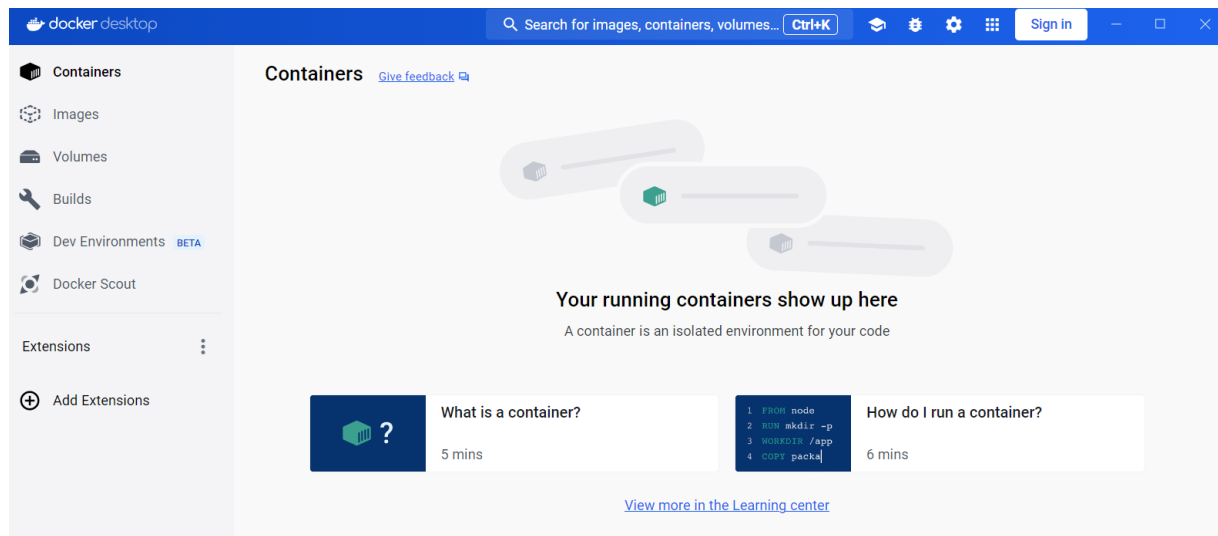 docker desktop
Search for images, containers, volumes... Ctrl+K
Sign in
Containers
Images
Volumes
Builds
Dev Environments BETA
Docker Scout
Extensions
Add Extensions
Containers Give feedback
Your running containers show up here
A container is an isolated environment for your code
?
What is a container?
5 mins
1 FROM node
2 RUN mkdir -p
3 WORKDIR /app
4 COPY packa
How do I run a container?
6 mins
View more in the Learning center